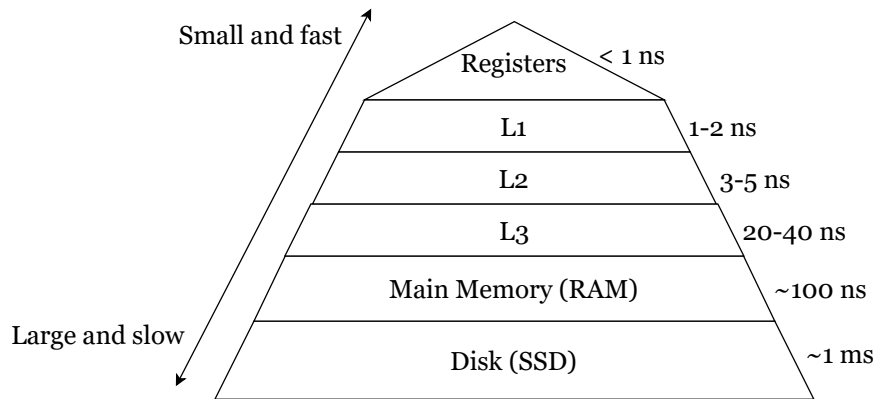 Small and fast
Registers
< 1 ns
L1
1-2 ns
L2
3-5 ns
L3
20-40 ns
Main Memory (RAM)
~100 ns
Large and slow
Disk (SSD)
~1 ms